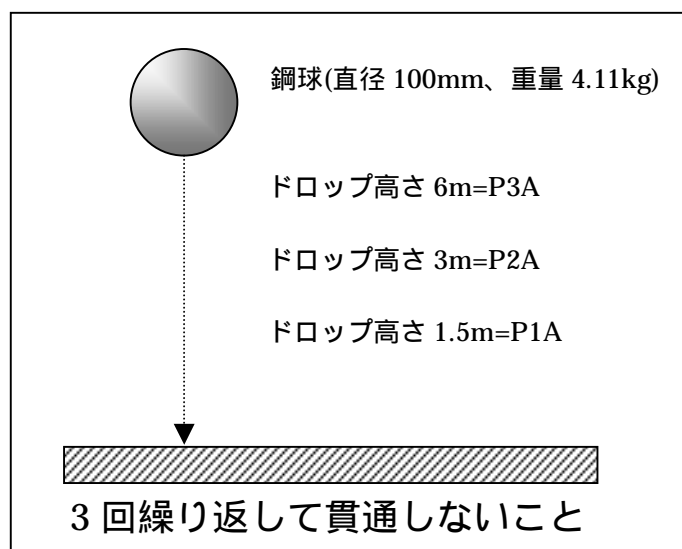 鋼球(直径 100mm、重量 4.11kg)
ドロップ高さ 6m=P3A
ドロップ高さ 3m=P2A
ドロップ高さ 1.5m=P1A
3 回繰り返して貫通しないこと